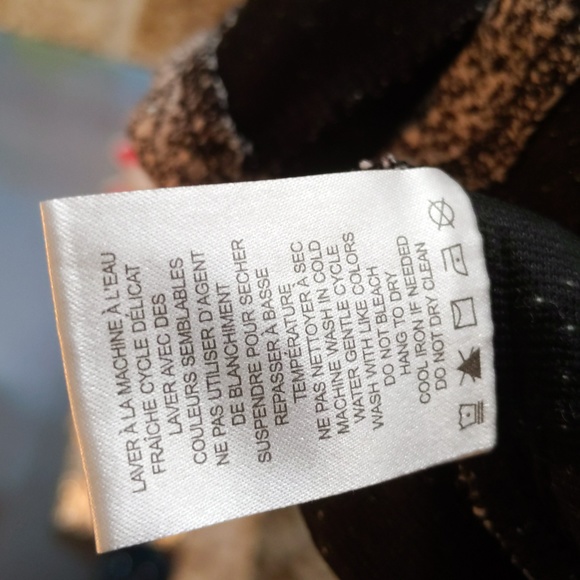 LAVER À LA MACHINE À L'EAU
FRAÎCHE CYCLE DÉLICAT
LAVER AVEC DES
COULEURS SEMBLABLES
NE PAS UTILISER D'AGENT
DE BLANCHIMENT
SUSPENDRE POUR SECHER
REPASSER À BASSE
TEMPÉRATURE
NE PAS NETTOYER À SEC
MACHINE WASH IN COLD
WATER GENTLE CYCLE
WASH WITH LIKE COLORS
DO NOT BLEACH
HANG TO DRY
COOL IRON IF NEEDED
DO NOT DRY CLEAN